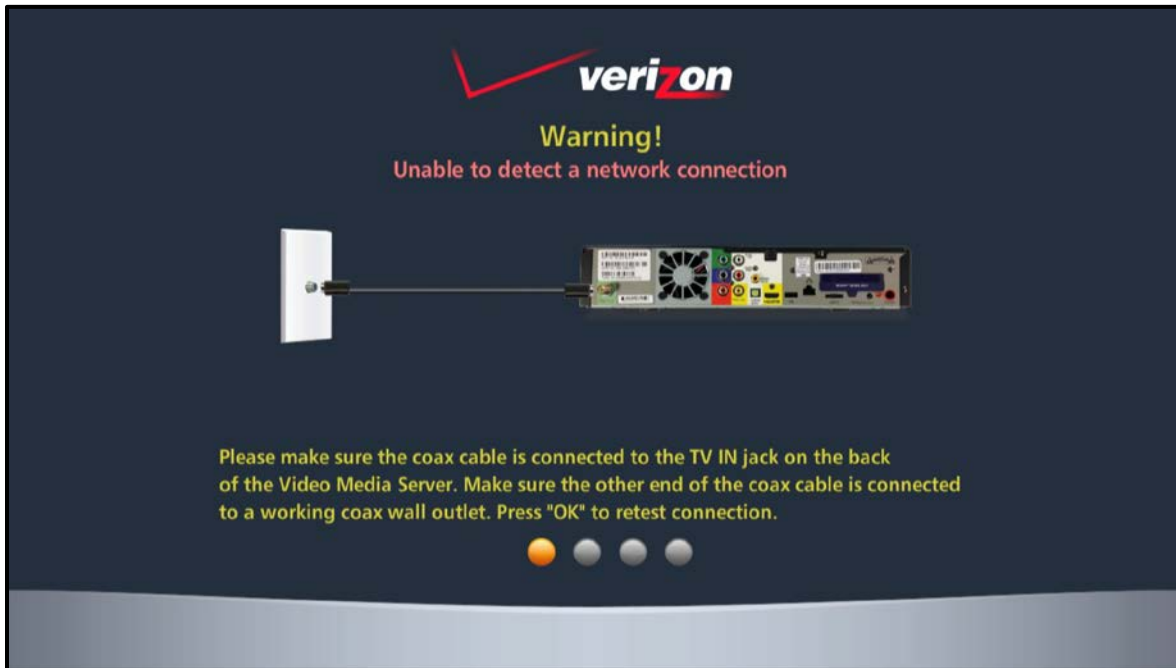 verizon
Warning!
Unable to detect a network connection
Please make sure the coax cable is connected to the TV IN jack on the back
of the Video Media Server. Make sure the other end of the coax cable is connected
to a working coax wall outlet. Press "OK" to retest connection.